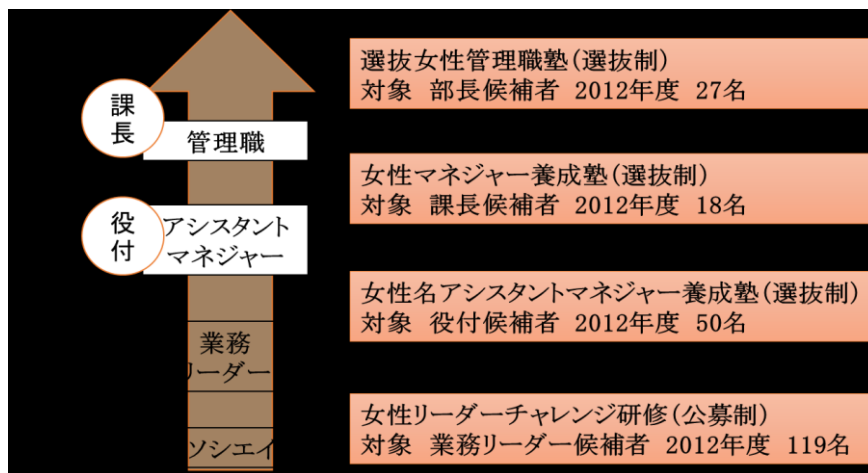 選抜女性管理職塾(選抜制)
対象 部長候補者 2012年度 27名
課長
管理職
女性マネジャー養成塾(選抜制)
対象 課長候補者 2012年度 18名
役付
アシスタント
マネジャー
女性名アシスタントマネジャー養成塾(選抜制)
対象 役付候補者 2012年度 50名
業務
リーダー
女性リーダーチャレンジ研修(公募制)
対象 業務リーダー候補者 2012年度 119名
ソシエイ